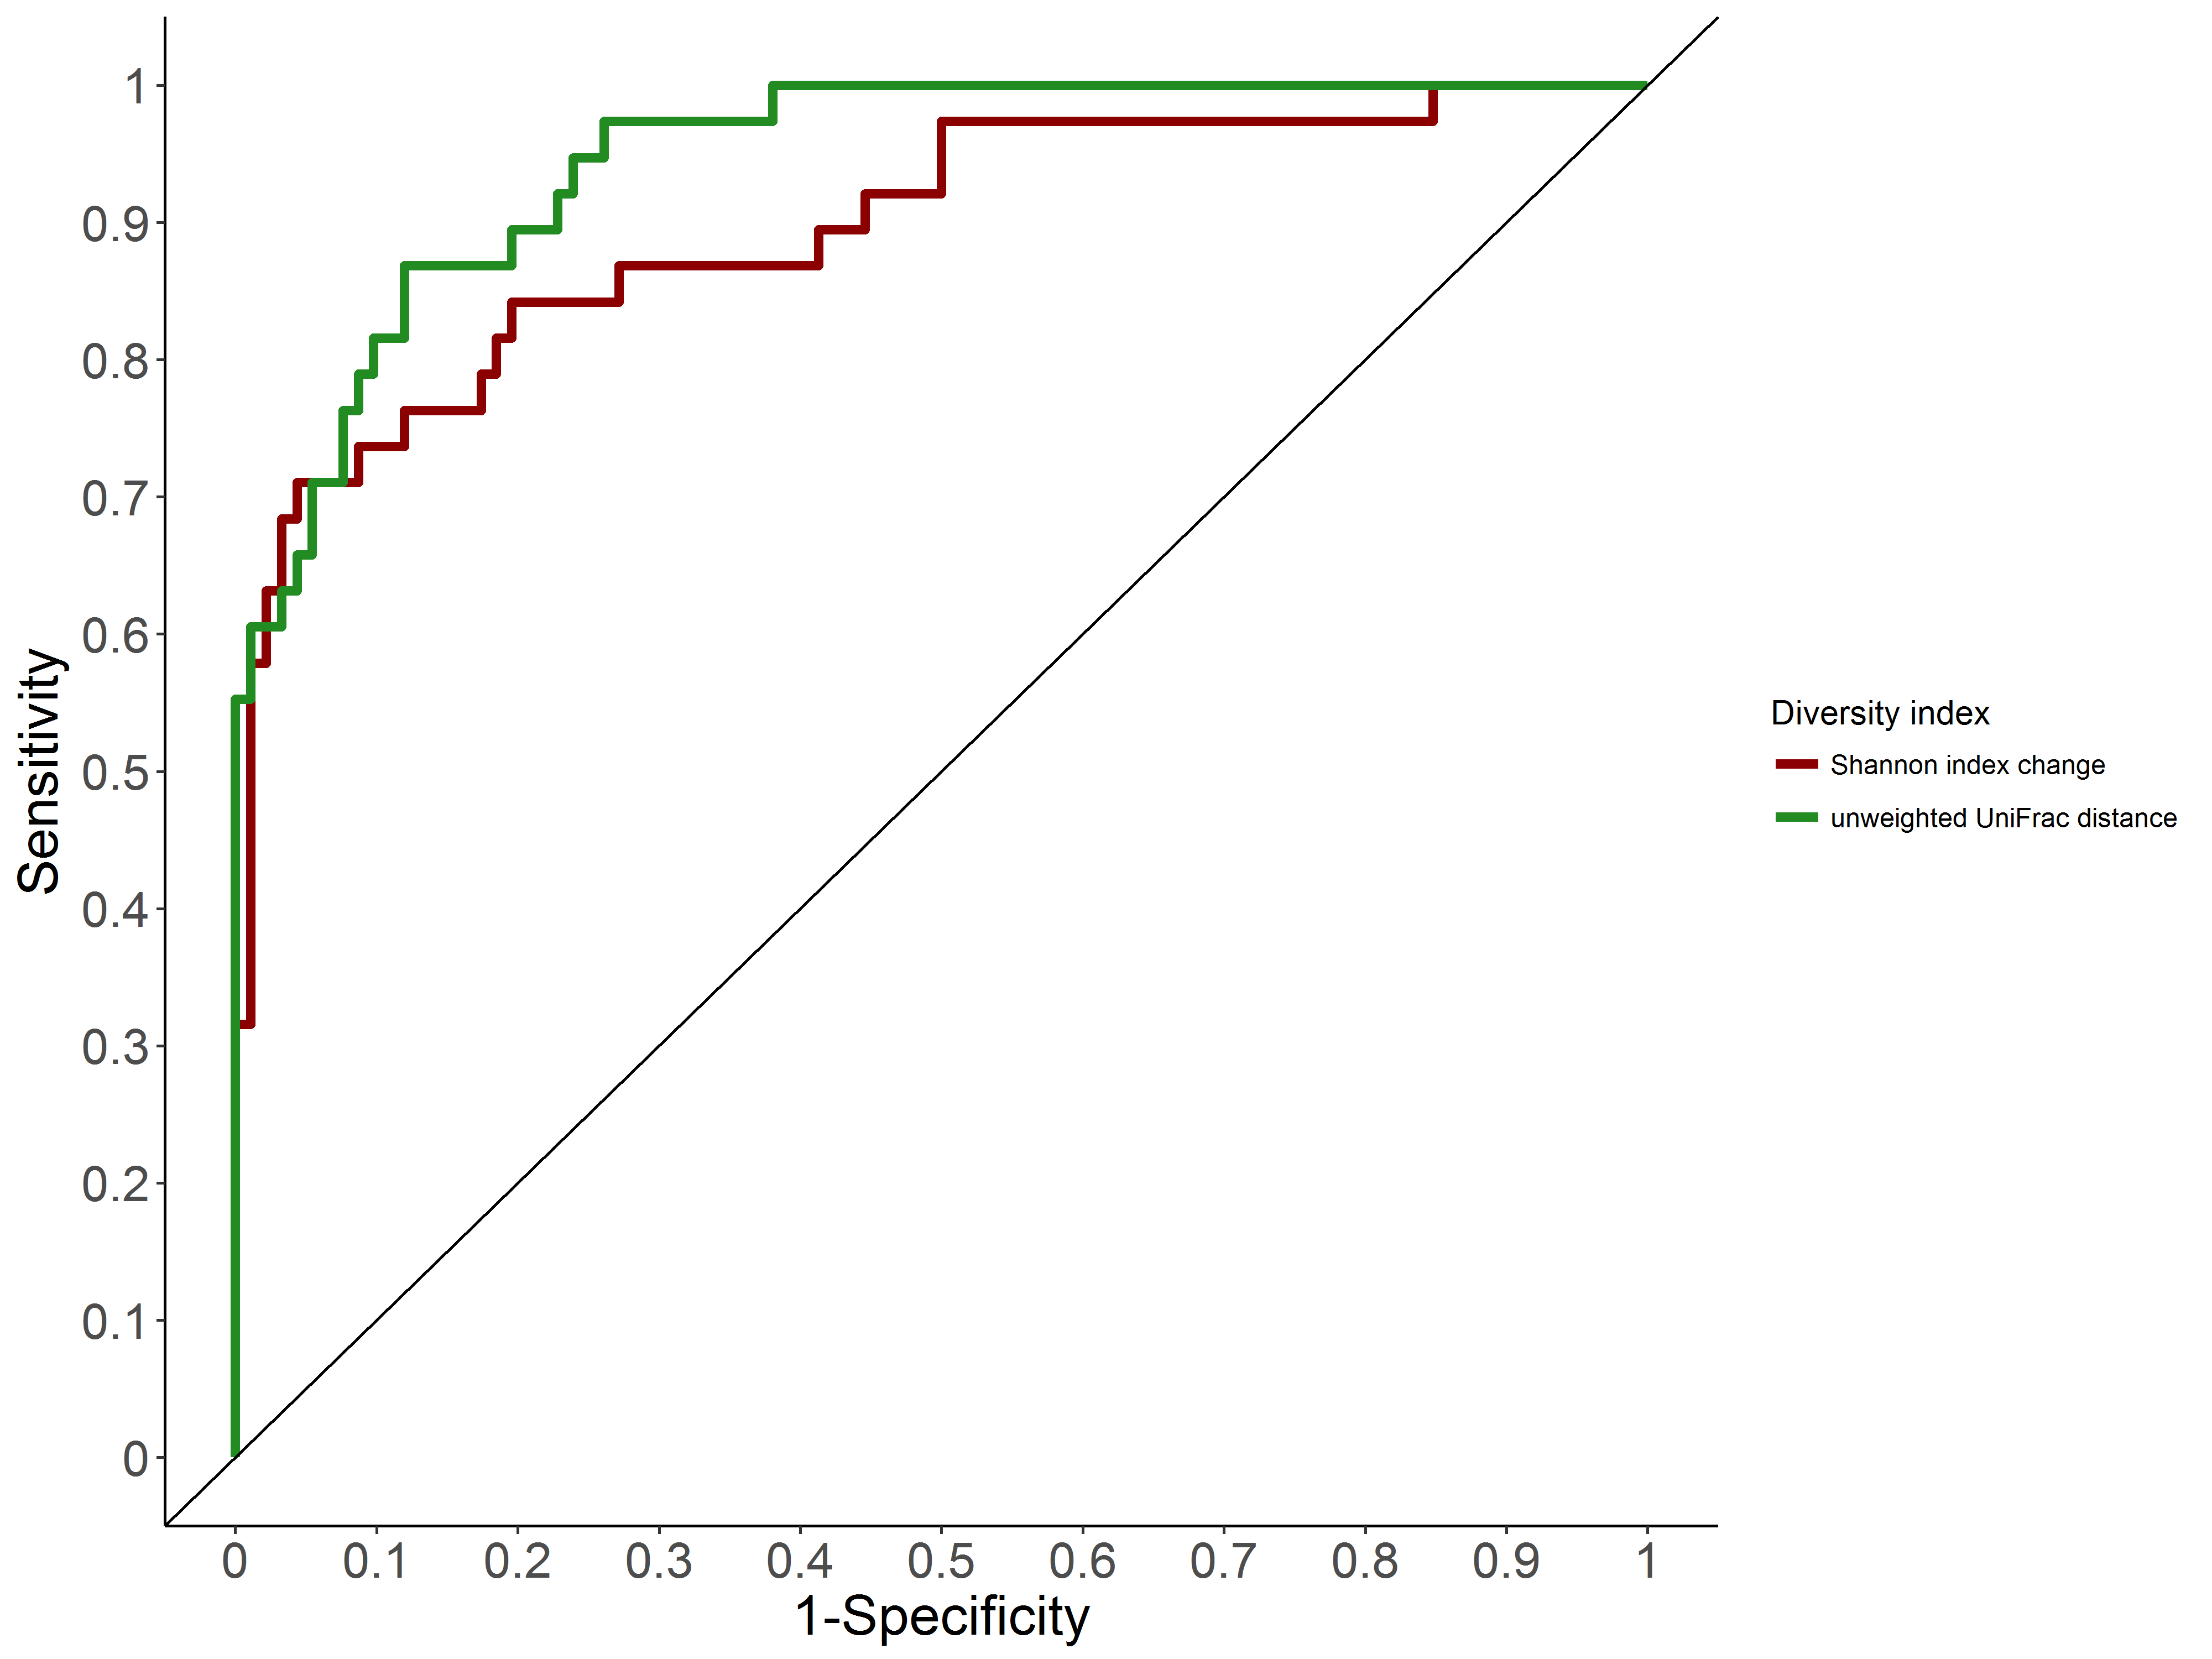 1
0.9
0.8
0.7
0.6
0.5
0.4
0.3
0.2
0.1
0
Sensitivity
0 0.1 0.2 0.3 0.4 0.5 0.6 0.7 0.8 0.9 1
1-Specificity
Diversity index
Shannon index change
unweighted UniFrac distance